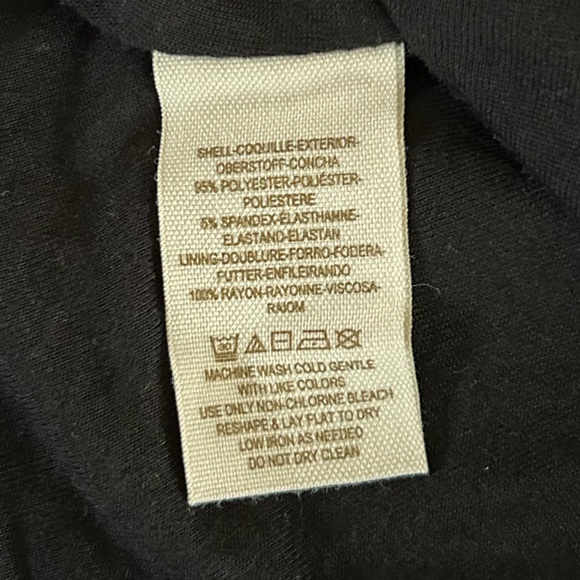 SHELL-COQUILLE-EXTERIOR-
OBERSTOFF-CONCHA
95% POLYESTER-POLIÉSTER-
POLIESTERE
5% SPANDEX-ÉLASTHANNE-
ELASTAND-ELASTAN
LINING-DOUBLURE-FORRO-FODERA-
FUTTER-ENFILEIRANDO
100% RAYON-RAYONNE-VISCOSA-
RAIOM
30
MACHINE WASH COLD GENTLE
WITH LIKE COLORS
USE ONLY NON-CHLORINE BLEACH
RESHAPE & LAY FLAT TO DRY
LOW IRON AS NEEDED
DO NOT DRY CLEAN